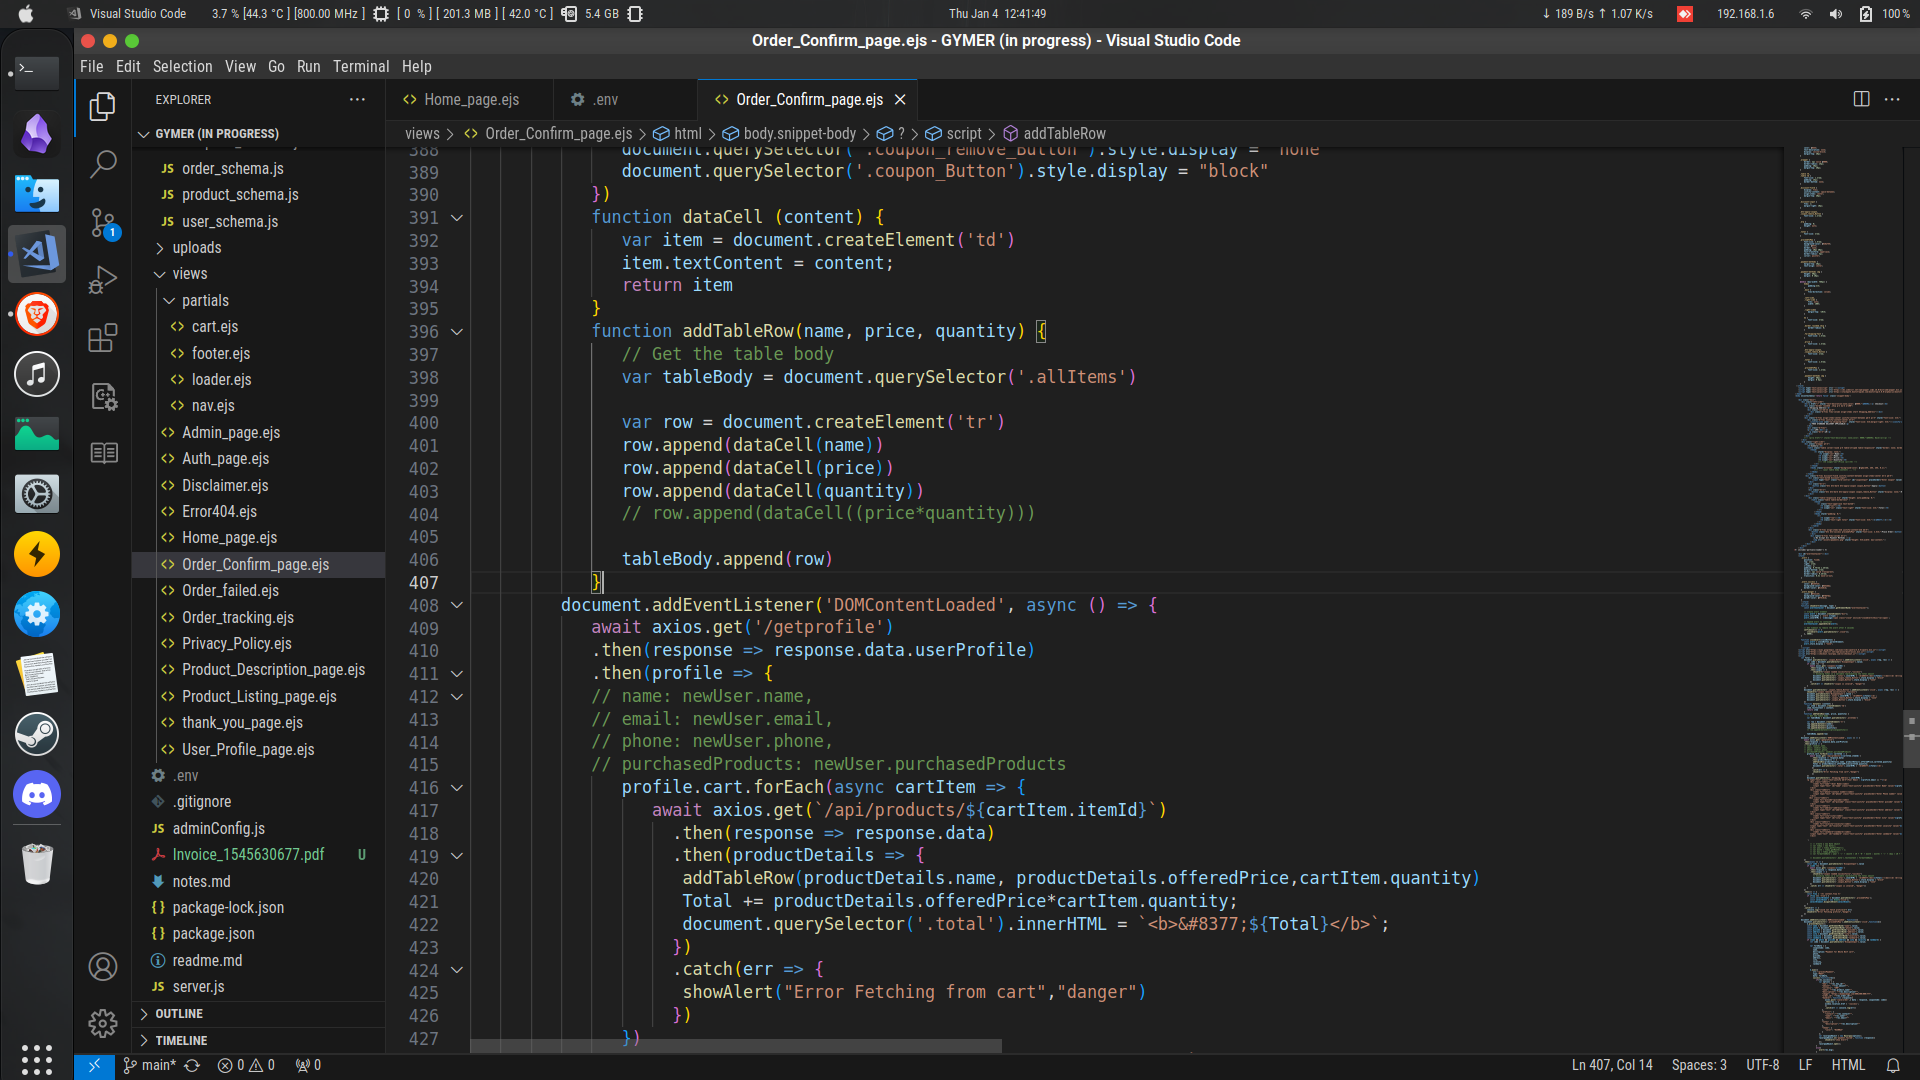 Visual Studio Code 3.7 % [44.3 °C ] [800.00 MHz ] [ 0 % ] [ 201.3 MB ] [ 42.0 °C ] 5.4 GB Thu Jan 4 12:41:49 ↓ 189 B/s ↑ 1.07 K/s 192.168.1.6 100 %
Order_Confirm_page.ejs - GYMER (in progress) - Visual Studio Code
File Edit Selection View Go Run Terminal Help
EXPLORER
GYMER (IN PROGRESS)
order_schema.js
product_schema.js
user_schema.js
uploads
views
partials
cart.ejs
footer.ejs
loader.ejs
nav.ejs
Admin_page.ejs
Auth_page.ejs
Disclaimer.ejs
Error404.ejs
Home_page.ejs
Order_Confirm_page.ejs
Order_failed.ejs
Order_tracking.ejs
Privacy_Policy.ejs
Product_Description_page.ejs
Product_Listing_page.ejs
thank_you_page.ejs
User_Profile_page.ejs
.env
.gitignore
JS adminConfig.js
Invoice_1545630677.pdf U
notes.md
{} package-lock.json
{} package.json
readme.md
JS server.js
OUTLINE
TIMELINE
Home_page.ejs .env Order_Confirm_page.ejs
views > Order_Confirm_page.ejs > html > body.snippet-body > ? > script > addTableRow
388 document.querySelector('.coupon_remove_Button').style.display = "none"
389 document.querySelector('.coupon_Button').style.display = "block"
390 })
391 function dataCell (content) {
392 var item = document.createElement('td')
393 item.textContent = content;
394 return item
395 }
396 function addTableRow(name, price, quantity) {
397 // Get the table body
398 var tableBody = document.querySelector('.allItems')
399
400 var row = document.createElement('tr')
401 row.append(dataCell(name))
402 row.append(dataCell(price))
403 row.append(dataCell(quantity))
404 // row.append(dataCell((price*quantity)))
405
406 tableBody.append(row)
407 }
408 document.addEventListener('DOMContentLoaded', async () => {
409 await axios.get('/getprofile')
410 .then(response => response.data.userProfile)
411 .then(profile => {
412 // name: newUser.name,
413 // email: newUser.email,
414 // phone: newUser.phone,
415 // purchasedProducts: newUser.purchasedProducts
416 profile.cart.forEach(async cartItem => {
417 await axios.get(`/api/products/${cartItem.itemId}`)
418 .then(response => response.data)
419 .then(productDetails => {
420 addTableRow(productDetails.name, productDetails.offeredPrice,cartItem.quantity)
421 Total += productDetails.offeredPrice*cartItem.quantity;
422 document.querySelector('.total').innerHTML = `<b>&#8377;${Total}</b>`;
423 })
424 .catch(err => {
425 showAlert("Error Fetching from cart","danger")
426 })
427 })
main* 0 0 0 Ln 407, Col 14 Spaces: 3 UTF-8 LF HTML